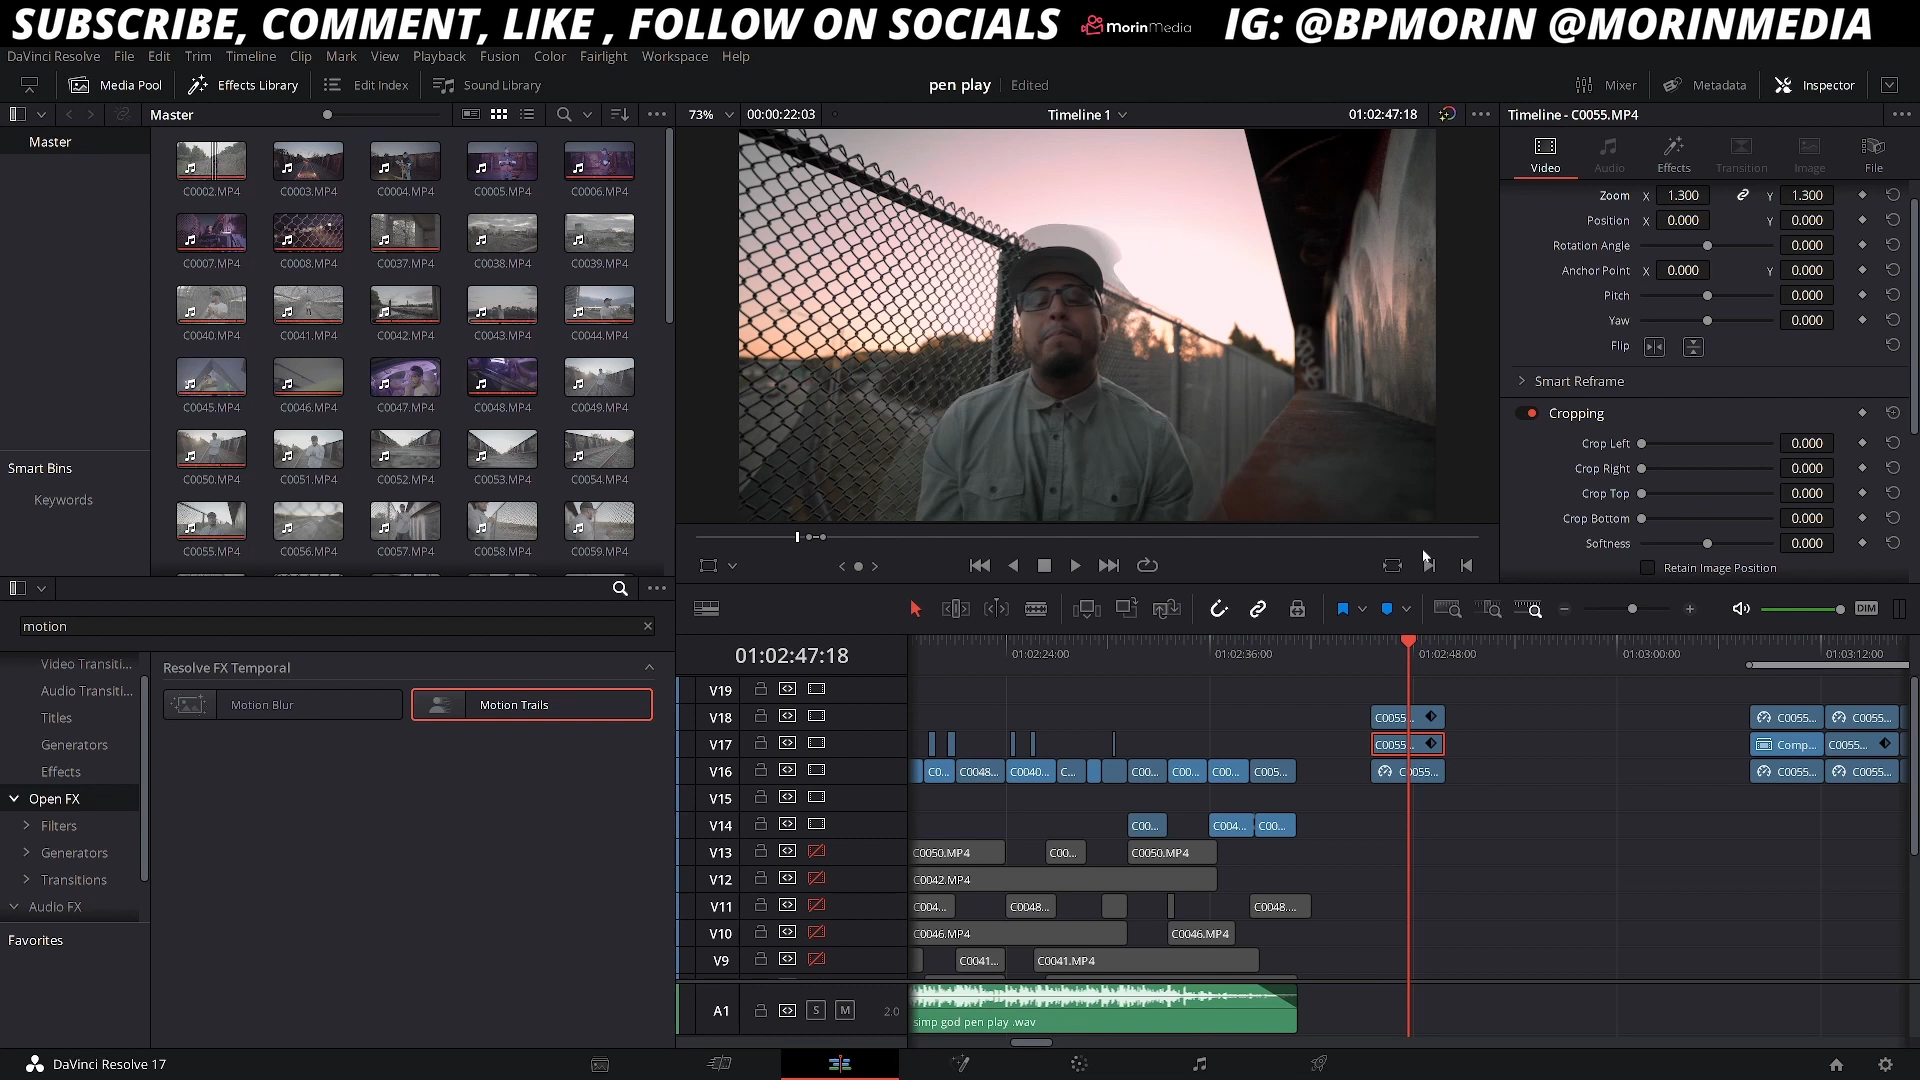 SUBSCRIBE, COMMENT, LIKE , FOLLOW ON SOCIALS morinMedia IG: @BPMORIN @MORINMEDIA
DaVinci Resolve File Edit Trim Timeline Clip Mark View Playback Fusion Color Fairlight Workspace Help
Media Pool Effects Library Edit Index Sound Library pen play Edited Mixer Metadata Inspector
Master 73% 00:00:22:03 Timeline 1 01:02:47:18 Timeline - C0055.MP4
Master
C0002.MP4 C0003.MP4 C0004.MP4 C0005.MP4 C0006.MP4
C0007.MP4 C0008.MP4 C0037.MP4 C0038.MP4 C0039.MP4
C0040.MP4 C0041.MP4 C0042.MP4 C0043.MP4 C0044.MP4
C0045.MP4 C0046.MP4 C0047.MP4 C0048.MP4 C0049.MP4
C0050.MP4 C0051.MP4 C0052.MP4 C0053.MP4 C0054.MP4
C0055.MP4 C0056.MP4 C0057.MP4 C0058.MP4 C0059.MP4
Smart Bins
Keywords
Video Audio Effects Transition Image File
Zoom X 1.300 Y 1.300
Position X 0.000 Y 0.000
Rotation Angle 0.000
Anchor Point X 0.000 Y 0.000
Pitch 0.000
Yaw 0.000
Flip
Smart Reframe
Cropping
Crop Left 0.000
Crop Right 0.000
Crop Top 0.000
Crop Bottom 0.000
Softness 0.000
Retain Image Position
motion
Video Transiti...
Audio Transiti...
Titles
Generators
Effects
Open FX
Filters
Generators
Transitions
Audio FX
Favorites
Resolve FX Temporal
Motion Blur Motion Trails
DIM
01:02:47:18 01:02:24:00 01:02:36:00 01:02:48:00 01:03:00:00 01:03:12:00
V19
V18 C0055... C0055... C0055...
V17 C0055... Comp... C0055...
V16 C0... C0048... C0040... C... C00... C00... C00... C005... C0055... C0055... C0055...
V15
V14 C00... C004... C00...
V13 C0050.MP4 C00... C0050.MP4
V12 C0042.MP4
V11 C004... C0048... C0048....
V10 C0046.MP4 C0046.MP4
V9 C0041... C0041.MP4
A1 S M 2.0 simp god pen play .wav
DaVinci Resolve 17